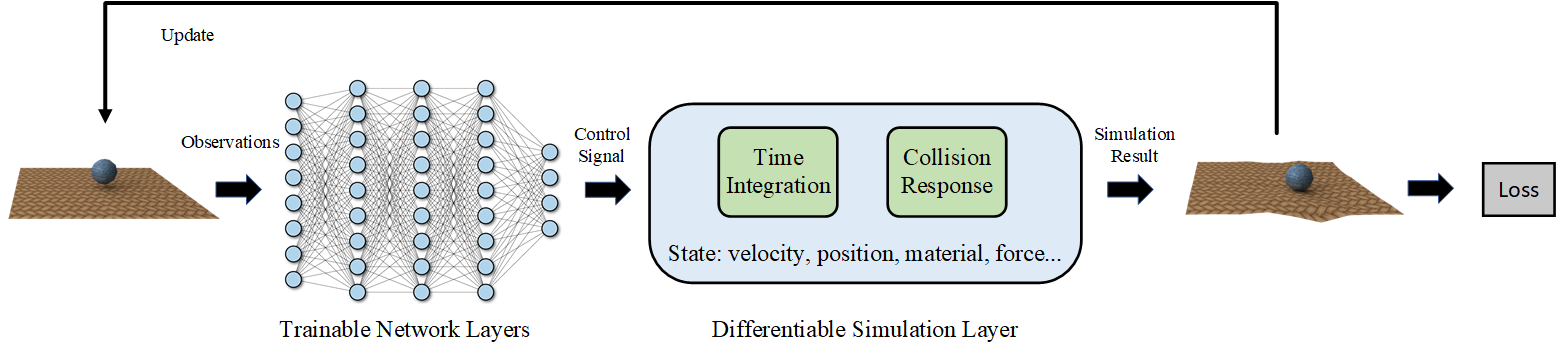 Update
Observations
Control
Signal
Time
Integration
Collision
Response
State: velocity, position, material, force...
Simulation
Result
Loss
Trainable Network Layers
Differentiable Simulation Layer